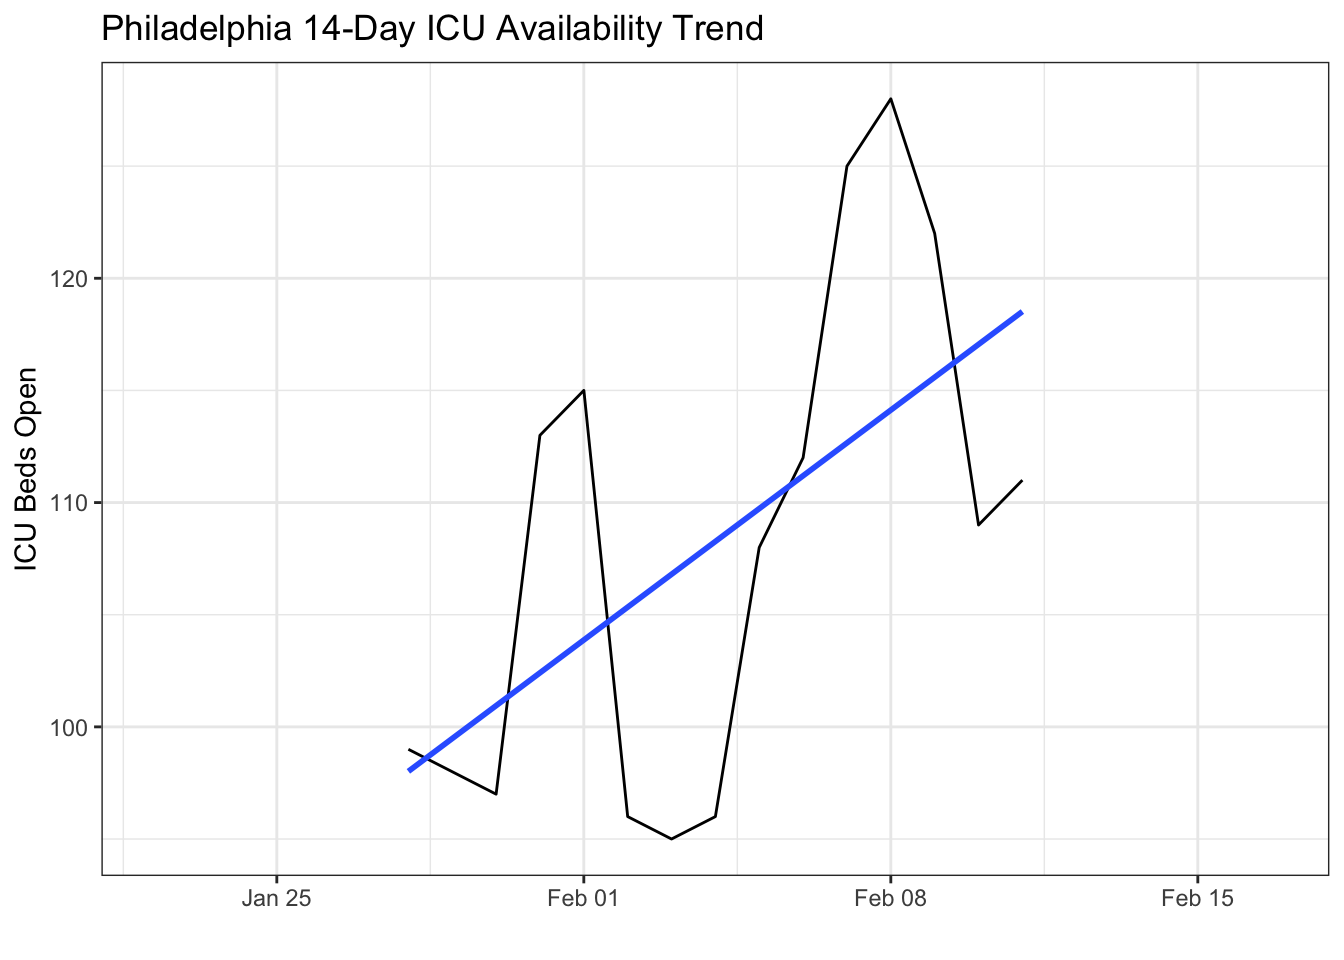 Philadelphia 14-Day ICU Availability Trend
ICU Beds Open
120
110
100
Jan 25
Feb 01
Feb 08
Feb 15